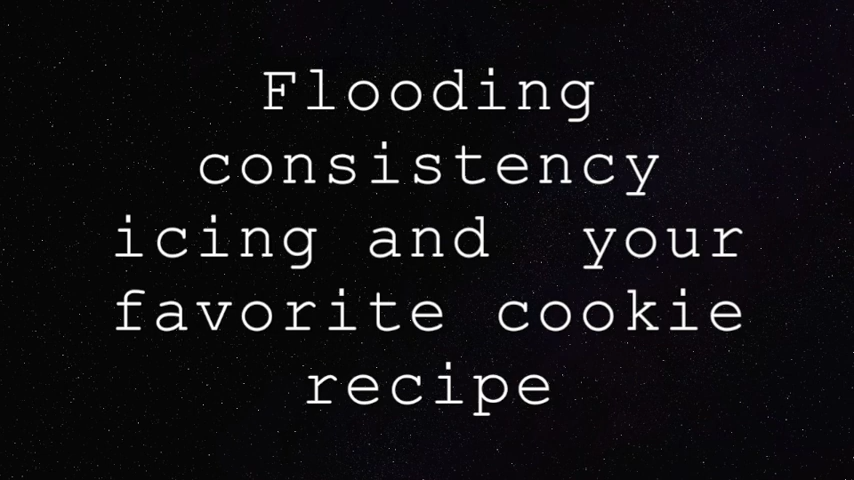 Flooding
consistency
icing and  your
favorite cookie
recipe